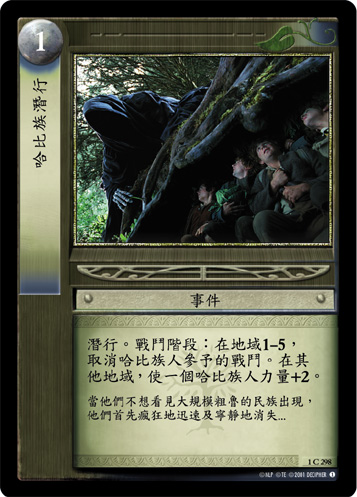 1
哈比族潛行
事件
潛行。戰鬥階段：在地域1–5，
取消哈比族人參予的戰鬥。在其
他地域，使一個哈比族人力量+2。
當他們不想看見大規模粗魯的民族出現，
他們首先瘋狂地迅速及寧靜地消失...
1 C 298
©NLP ™TE ©2001 DECIPHER 1